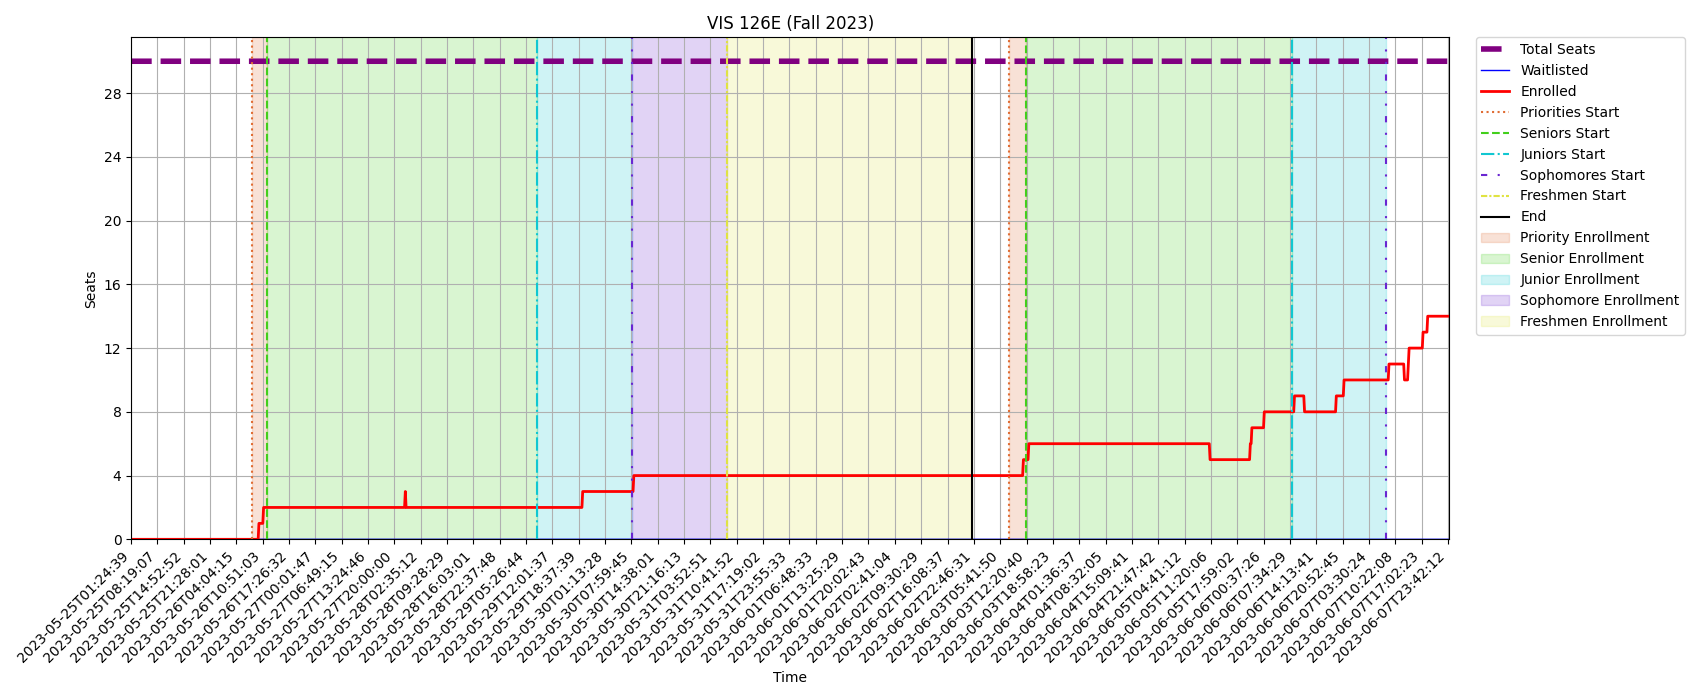 VIS 126E (Fall 2023)
Total Seats
Waitlisted
Enrolled
Priorities Start
Seniors Start
Juniors Start
Sophomores Start
Freshmen Start
End
Priority Enrollment
Senior Enrollment
Junior Enrollment
Sophomore Enrollment
Freshmen Enrollment
Seats
28
24
20
16
12
8
4
0
2023-05-25T01:24:39
2023-05-25T08:19:07
2023-05-25T14:52:52
2023-05-25T21:28:01
2023-05-26T04:04:15
2023-05-26T10:51:03
2023-05-26T17:26:32
2023-05-27T00:01:47
2023-05-27T06:49:15
2023-05-27T13:24:46
2023-05-27T20:00:00
2023-05-28T02:35:12
2023-05-28T09:28:29
2023-05-28T16:03:01
2023-05-28T22:37:48
2023-05-29T05:26:44
2023-05-29T12:01:37
2023-05-29T18:37:39
2023-05-30T01:13:28
2023-05-30T07:59:45
2023-05-30T14:38:01
2023-05-30T21:16:13
2023-05-31T03:52:51
2023-05-31T10:41:52
2023-05-31T17:19:02
2023-05-31T23:55:33
2023-06-01T06:48:33
2023-06-01T13:25:29
2023-06-01T20:02:43
2023-06-02T02:41:04
2023-06-02T09:30:29
2023-06-02T16:08:37
2023-06-02T22:46:31
2023-06-03T05:41:50
2023-06-03T12:20:40
2023-06-03T18:58:23
2023-06-04T01:36:37
2023-06-04T08:32:05
2023-06-04T15:09:41
2023-06-04T21:47:42
2023-06-05T04:41:12
2023-06-05T11:20:06
2023-06-05T17:59:02
2023-06-06T00:37:26
2023-06-06T07:34:29
2023-06-06T14:13:41
2023-06-06T20:52:45
2023-06-07T03:30:24
2023-06-07T10:22:08
2023-06-07T17:02:23
2023-06-07T23:42:12
Time